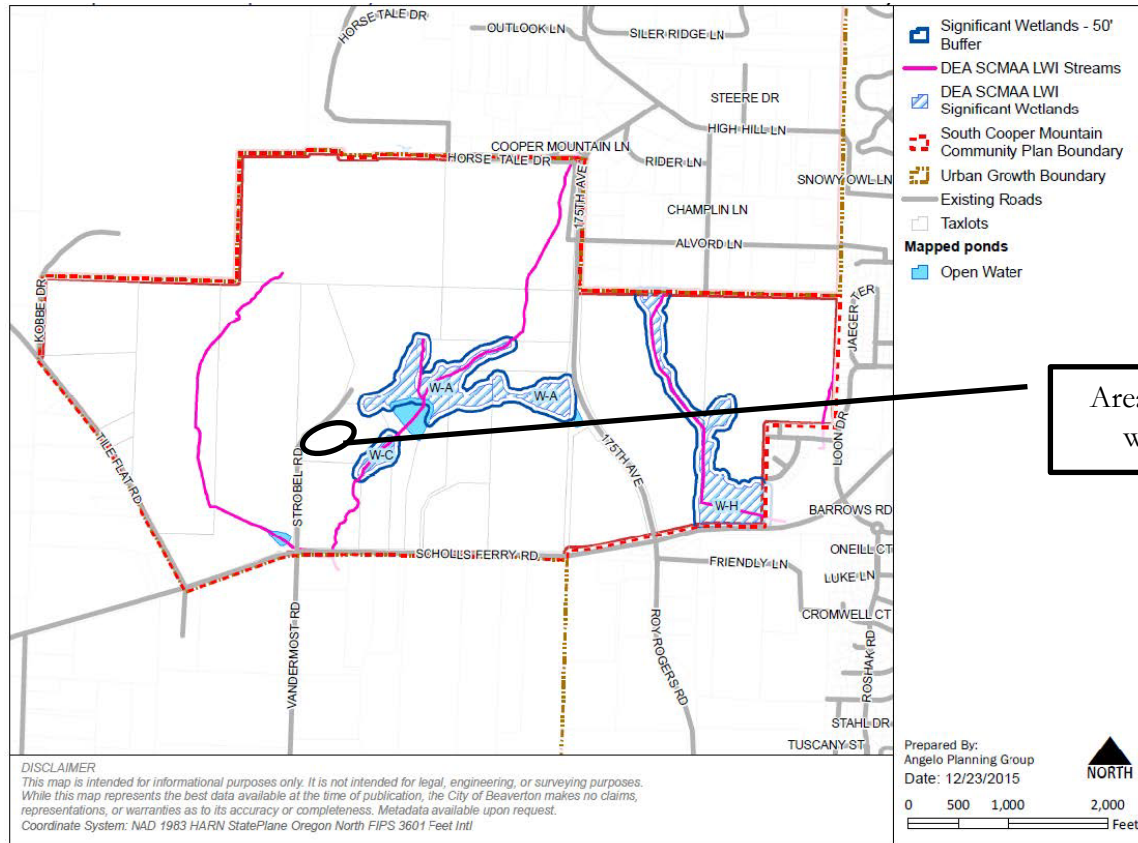 HORSE TALE DR
OUTLOOK LN
SILER RIDGE LN
STEERE DR
HIGH HILL LN
COOPER MOUNTAIN LN
HORSE TALE DR
RIDER LN
SNOWY OWL LN
175TH AVE
CHAMPLIN LN
ALVORD LN
KOBBE DR
JAEGER TER
W-A
W-A
LOON DR
TILE FLAT RD
STROBEL RD
W-C
175TH AVE
W-H
BARROWS RD
SCHOLLS FERRY RD
ONEILL CT
FRIENDLY LN
LUKE LN
CROMWELL CT
VANDERMOST RD
ROY ROGERS RD
ROSHAK RD
STAHL DR
TUSCANY ST
Significant Wetlands - 50'
Buffer
DEA SCMAA LWI Streams
DEA SCMAA LWI
Significant Wetlands
South Cooper Mountain
Community Plan Boundary
Urban Growth Boundary
Existing Roads
Taxlots
Mapped ponds
Open Water
Prepared By:
Angelo Planning Group
Date: 12/23/2015
NORTH
0 500 1,000 2,000
Feet
DISCLAIMER
This map is intended for informational purposes only. It is not intended for legal, engineering, or surveying purposes.
While this map represents the best data available at the time of publication, the City of Beaverton makes no claims,
representations, or warranties as to its accuracy or completeness. Metadata available upon request.
Coordinate System: NAD 1983 HARN StatePlane Oregon North FIPS 3601 Feet Intl